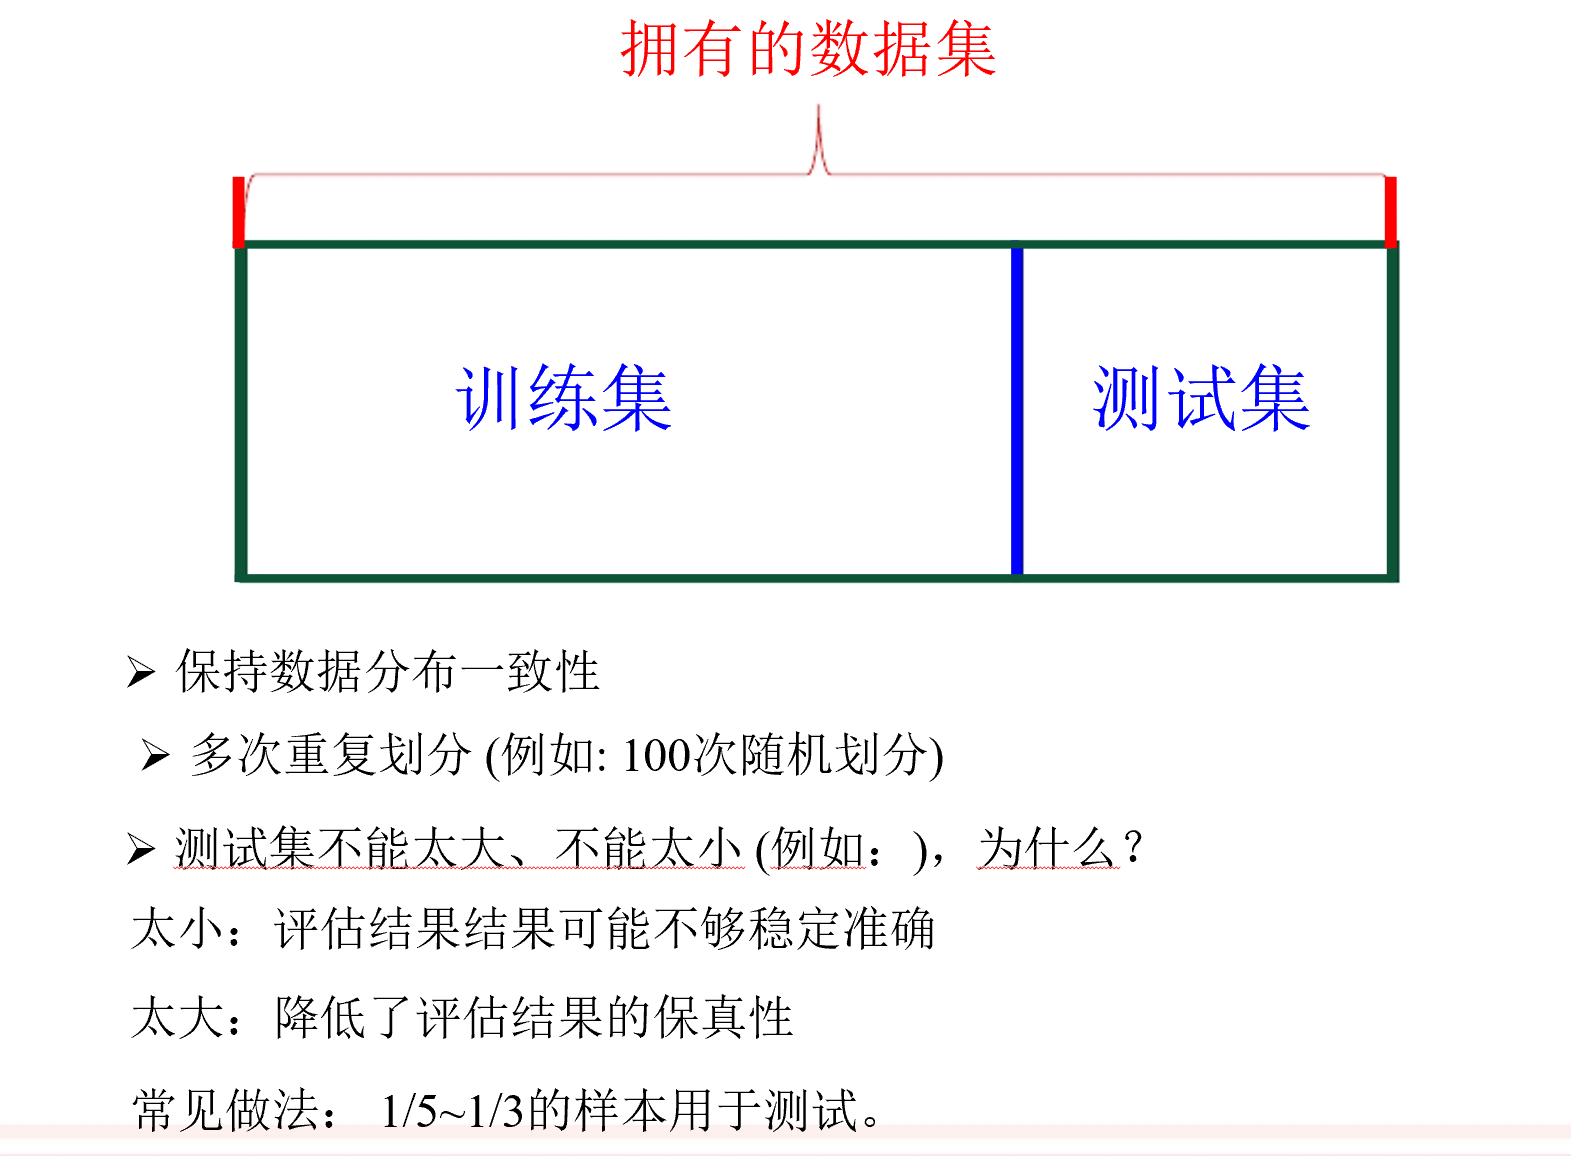 拥有的数据集
训练集
测试集
➢ 保持数据分布一致性
➢ 多次重复划分 (例如: 100次随机划分)
➢ 测试集不能太大、不能太小 (例如：)，为什么？
太小：评估结果结果可能不够稳定准确
太大：降低了评估结果的保真性
常见做法： 1/5~1/3的样本用于测试。